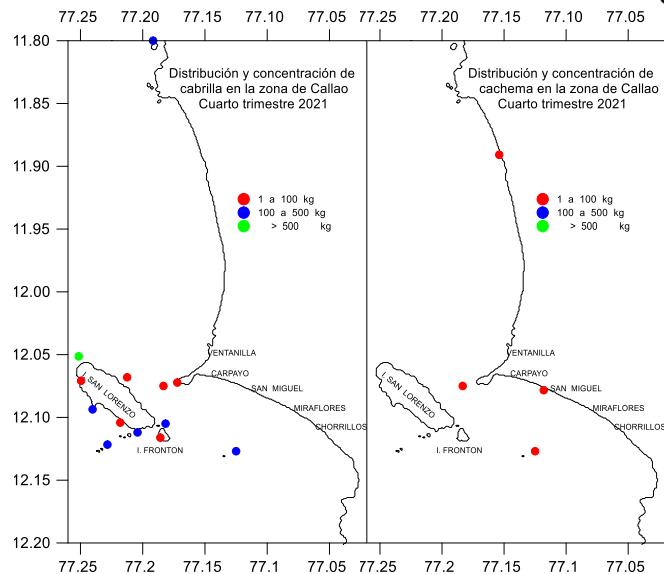 77.25 77.2 77.15 77.1 77.05 77.25 77.2 77.15 77.1 77.05
11.80
11.85
11.90
11.95
12.00
12.05
12.10
12.15
12.20
Distribución y concentración de
cabrilla en la zona de Callao
Cuarto trimestre 2021
1 a 100 kg
100 a 500 kg
> 500 kg
VENTANILLA
CARPAYO
SAN MIGUEL
MIRAFLORES
CHORRILLOS
I. SAN LORENZO
I. FRONTON
Distribución y concentración de
cachema en la zona de Callao
Cuarto trimestre 2021
1 a 100 kg
100 a 500 kg
> 500 kg
VENTANILLA
CARPAYO
SAN MIGUEL
MIRAFLORES
CHORRILLOS
I. SAN LORENZO
I. FRONTON
77.25 77.2 77.15 77.1 77.05 77.25 77.2 77.15 77.1 77.05